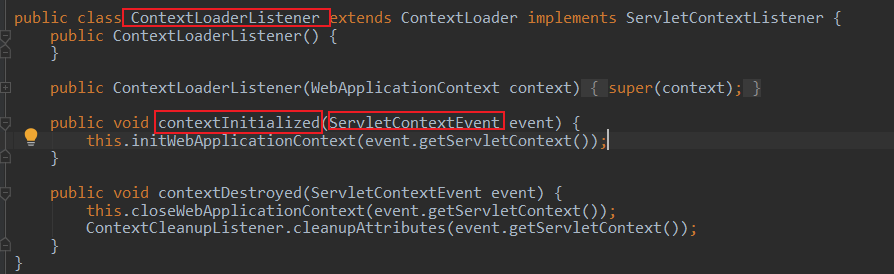 public class ContextLoaderListener extends ContextLoader implements ServletContextListener {
public ContextLoaderListener() {
}
public ContextLoaderListener(WebApplicationContext context) { super(context); }
public void contextInitialized(ServletContextEvent event) {
this.initWebApplicationContext(event.getServletContext());
}
public void contextDestroyed(ServletContextEvent event) {
this.closeWebApplicationContext(event.getServletContext());
ContextCleanupListener.cleanupAttributes(event.getServletContext());
}
}